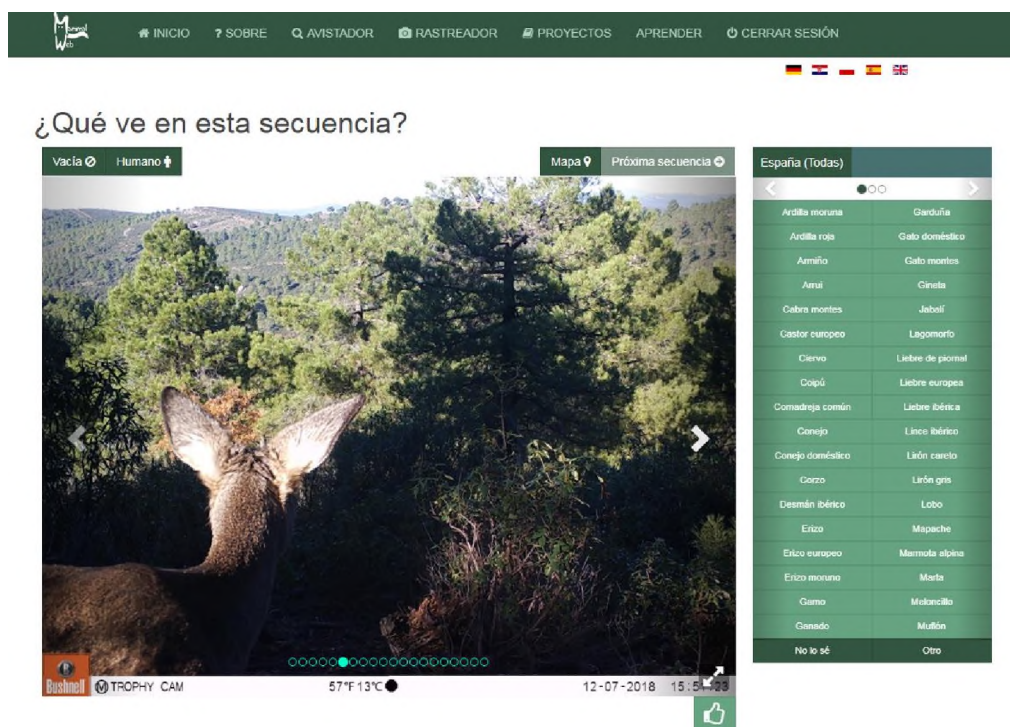 Mammal
Web
INICIO
? SOBRE
AVISTADOR
RASTREADOR
PROYECTOS
APRENDER
CERRAR SESIÓN
¿Qué ve en esta secuencia?
Vacía
Humano
Mapa
Próxima secuencia
España (Todas)
Ardilla moruna Garduña
Ardilla roja Gato doméstico
Armiño Gato montes
Arrui Gineta
Cabra montes Jabalí
Castor europeo Lagomorfo
Ciervo Liebre de piornal
Coipú Liebre europea
Comadreja común Liebre ibérica
Conejo Lince ibérico
Conejo doméstico Lirón careto
Corzo Lirón gris
Desmán ibérico Lobo
Erizo Mapache
Erizo europeo Marmota alpina
Erizo moruno Marta
Gamo Meloncillo
Ganado Muflón
No lo sé Otro
Bushnell M TROPHY CAM 57°F 13°C 12-07-2018